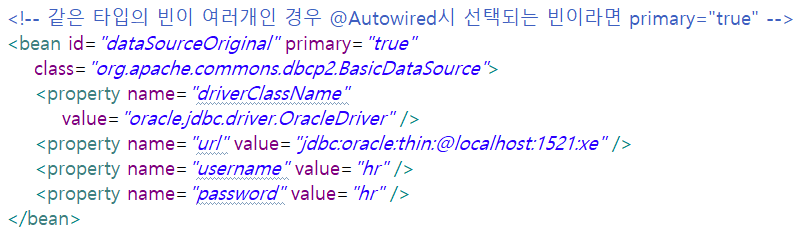 <!-- 같은 타입의 빈이 여러개인 경우 @Autowired시 선택되는 빈이라면 primary="true" -->
<bean id="dataSourceOriginal" primary="true"
class="org.apache.commons.dbcp2.BasicDataSource">
<property name="driverClassName"
value="oracle.jdbc.driver.OracleDriver" />
<property name="url" value="jdbc:oracle:thin:@localhost:1521:xe" />
<property name="username" value="hr" />
<property name="password" value="hr" />
</bean>